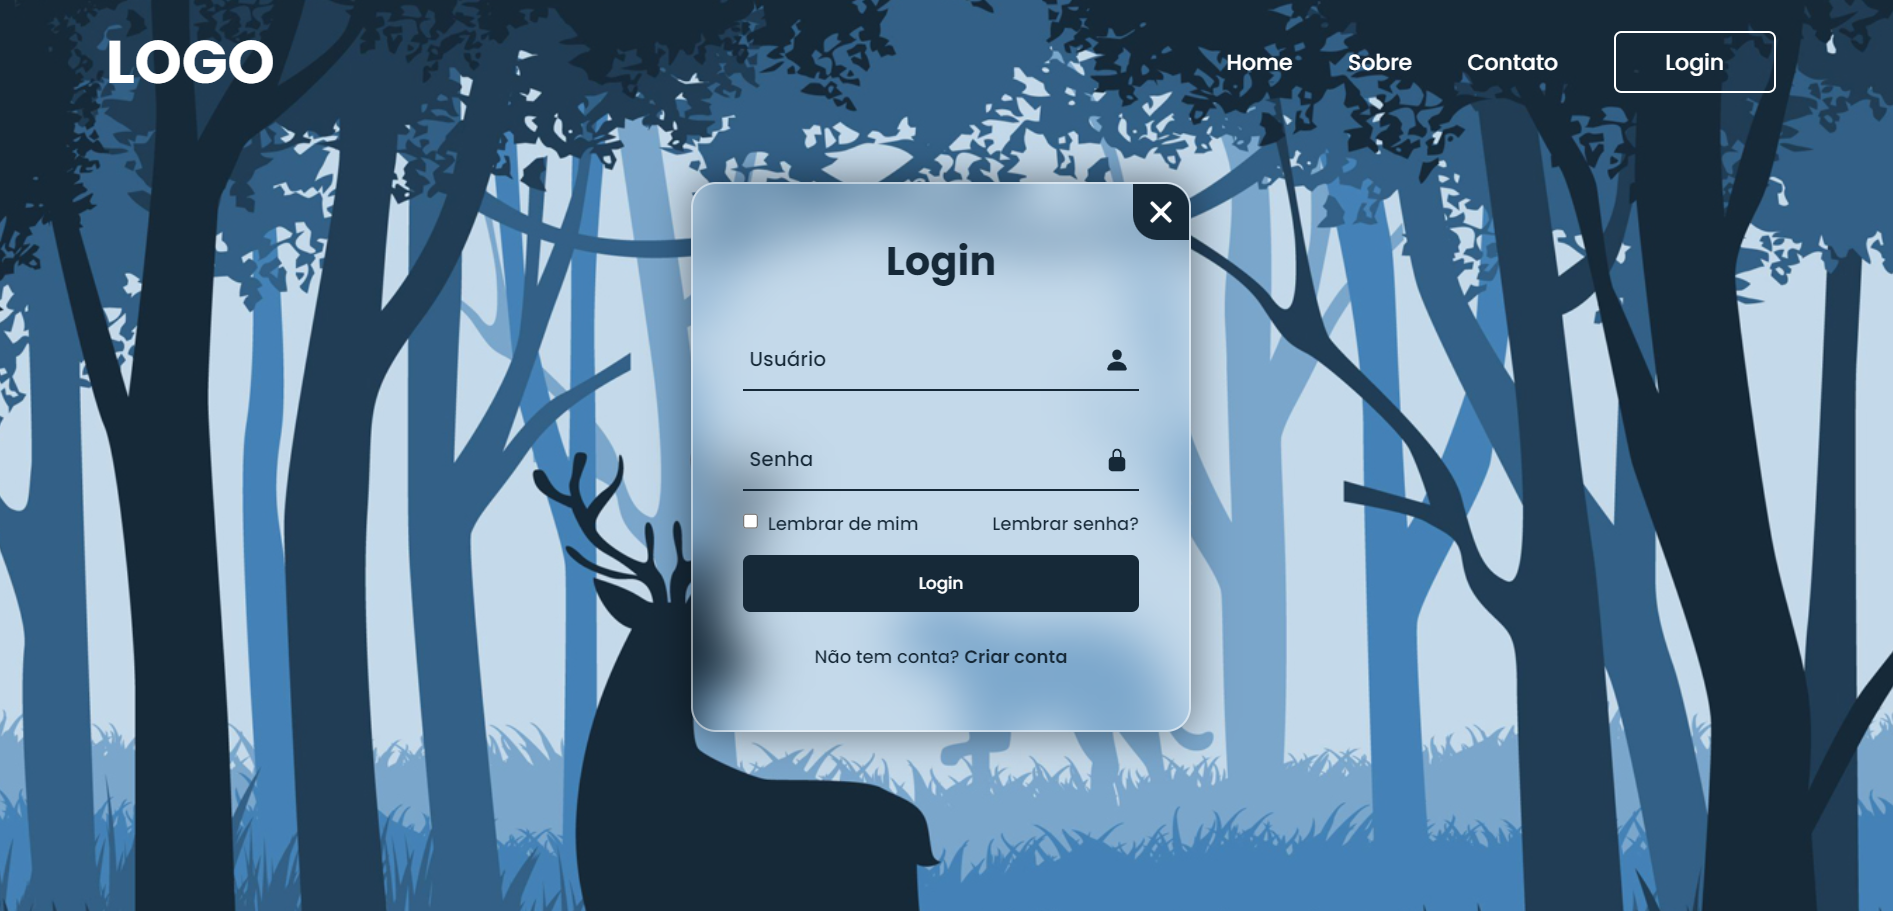 LOGO
Home Sobre Contato Login
Login
Usuário
Senha
Lembrar de mim Lembrar senha?
Login
Não tem conta? Criar conta